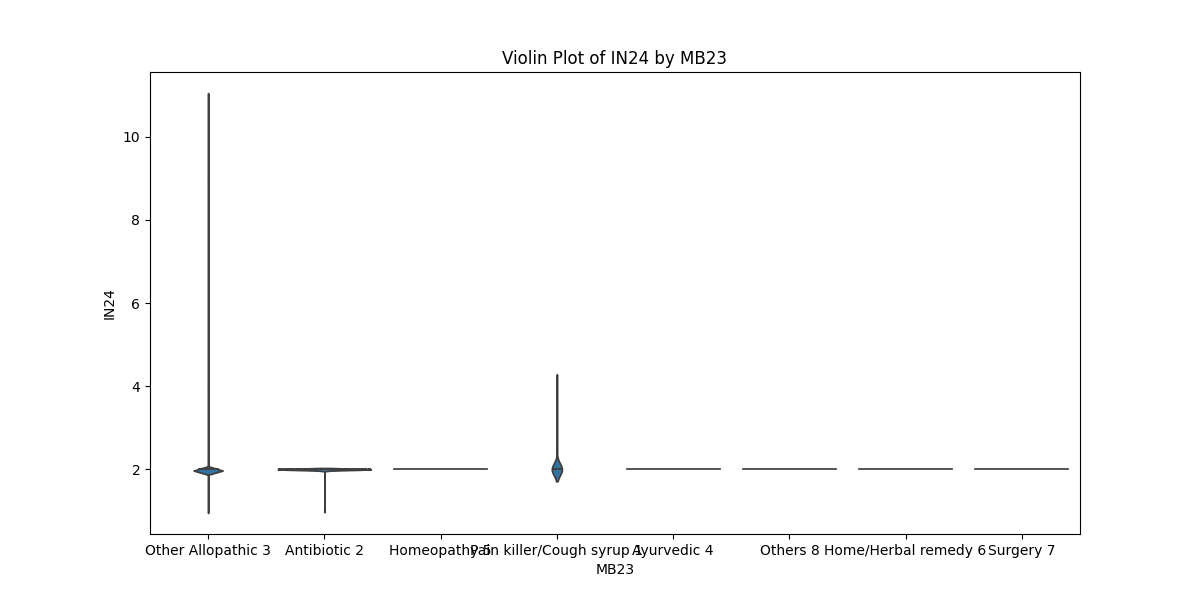 Violin Plot of IN24 by MB23
10
8
6
4
2
IN24
Other Allopathic 3 Antibiotic 2 Homeopathy 5 Pain killer/Cough syrup 1 Ayurvedic 4 Others 8 Home/Herbal remedy 6 Surgery 7
MB23